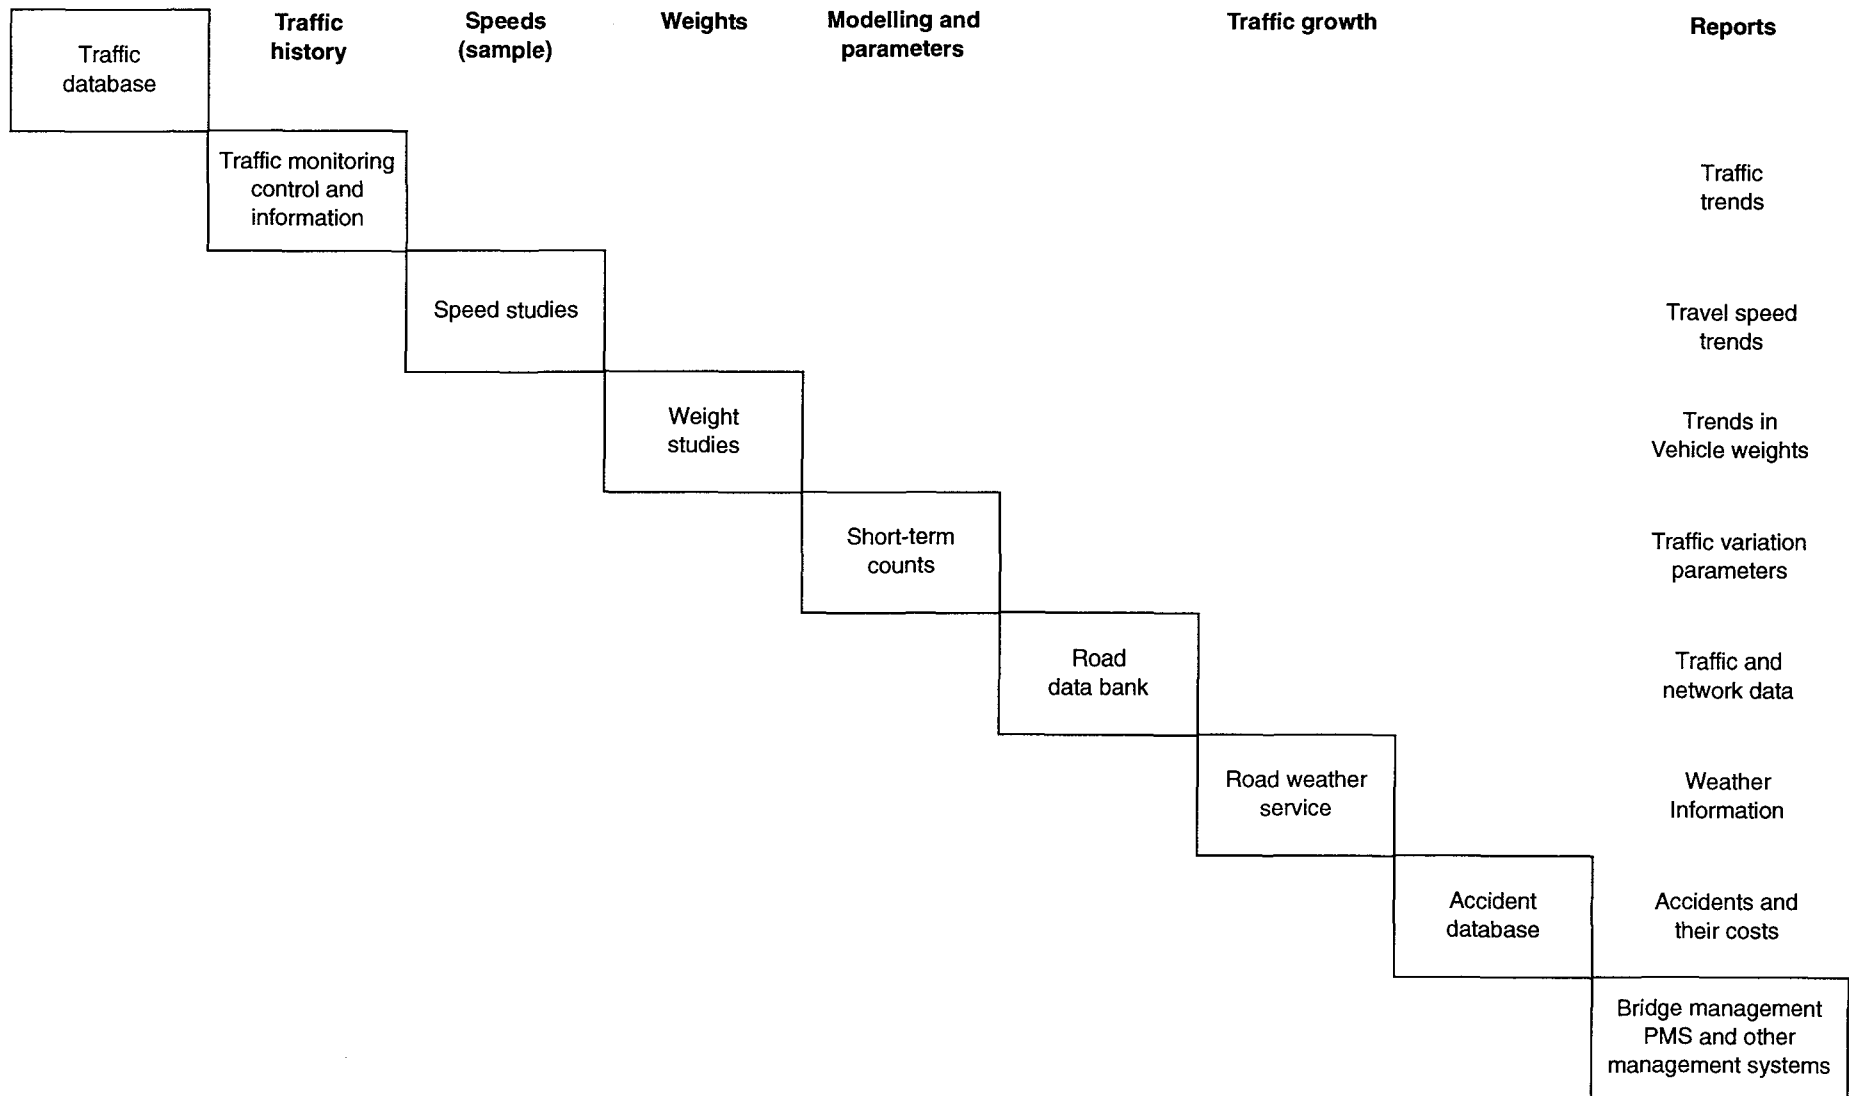 Traffic
database
Traffic
history
Speeds
(sample)
Weights
Modelling and
parameters
Traffic growth
Reports
Traffic monitoring
control and
information
Traffic
trends
Speed studies
Travel speed
trends
Weight
studies
Trends in
Vehicle weights
Short-term
counts
Traffic variation
parameters
Road
data bank
Traffic and
network data
Road weather
service
Weather
Information
Accident
database
Accidents and
their costs
Bridge management
PMS and other
management systems